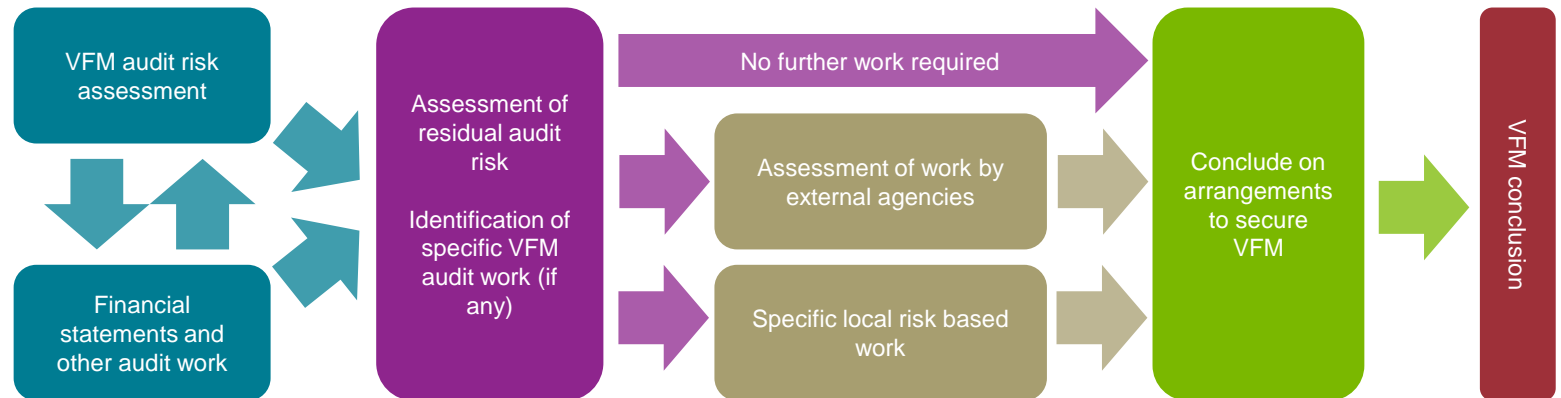 VFM audit risk
assessment
Financial
statements and
other audit work
Assessment of
residual audit
risk
Identification of
specific VFM
audit work (if
any)
No further work required
Assessment of work by
external agencies
Specific local risk based
work
Conclude on
arrangements
to secure
VFM
VFM conclusion